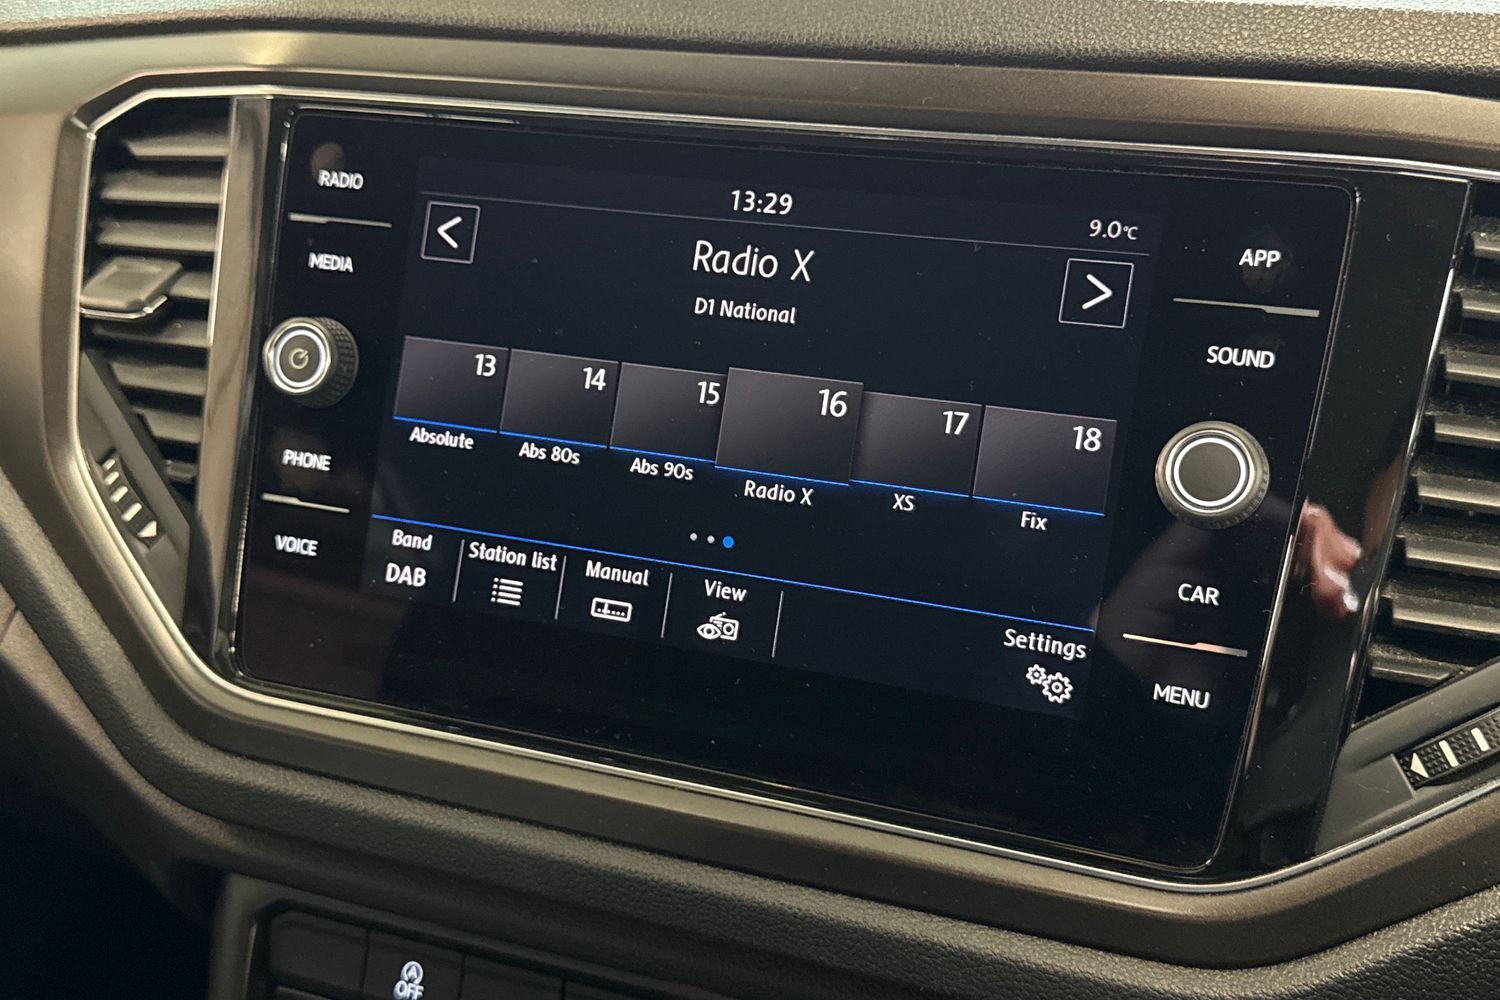 RADIO
MEDIA
PHONE
VOICE
13:29
9.0°C
Radio X
D1 National
13
14
15
16
17
18
Absolute
Abs 80s
Abs 90s
Radio X
XS
Fix
Band
DAB
Station list
Manual
View
Settings
APP
SOUND
CAR
MENU
A
OFF